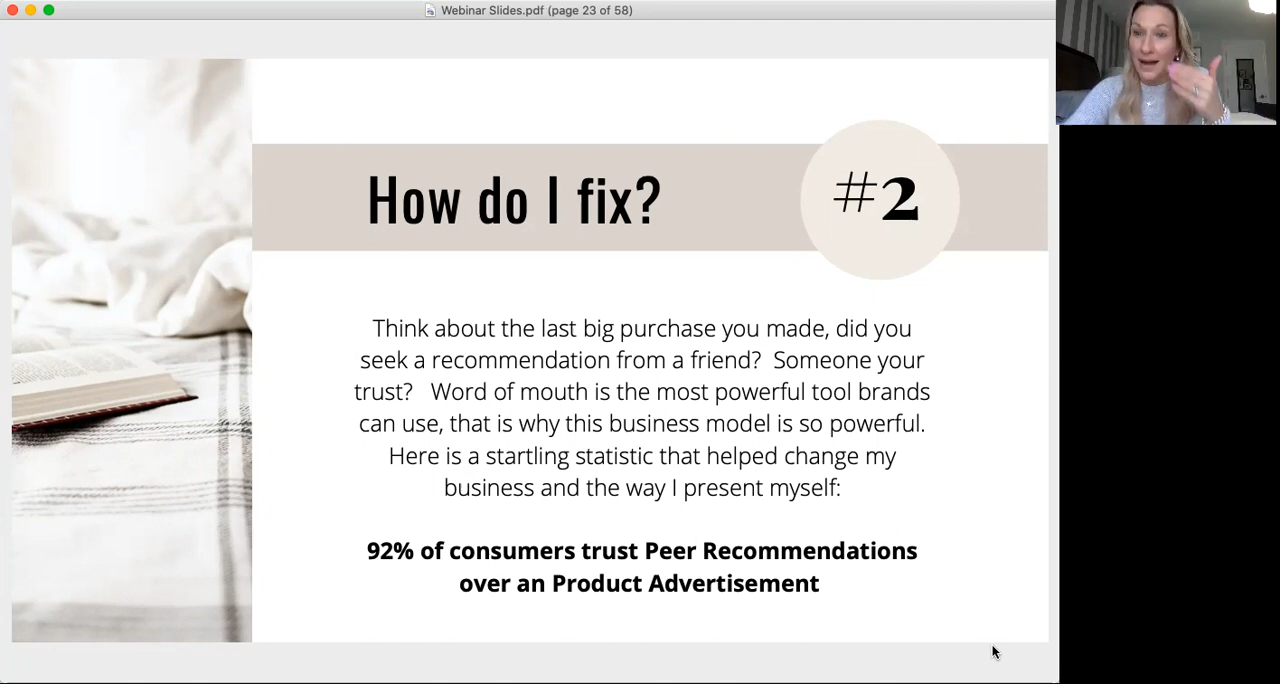 Webinar Slides.pdf (page 23 of 58)
How do I fix?
#2
Think about the last big purchase you made, did you
seek a recommendation from a friend?  Someone your
trust?   Word of mouth is the most powerful tool brands
can use, that is why this business model is so powerful.
Here is a startling statistic that helped change my
business and the way I present myself:
92% of consumers trust Peer Recommendations
over an Product Advertisement